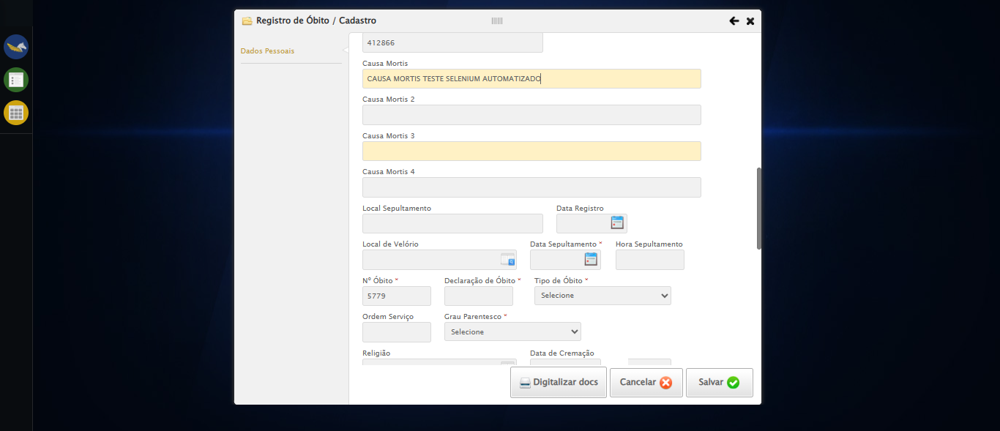 Registro de Óbito / Cadastro
Dados Pessoais
412866
Causa Mortis
CAUSA MORTIS TESTE SELENIUM AUTOMATIZADO
Causa Mortis 2
Causa Mortis 3
Causa Mortis 4
Local Sepultamento Data Registro
Local de Velório Data Sepultamento * Hora Sepultamento
Nº Óbito * Declaração de Óbito * Tipo de Óbito *
5779 Selecione
Ordem Serviço Grau Parentesco *
Selecione
Religião Data de Cremação
Digitalizar docs Cancelar Salvar